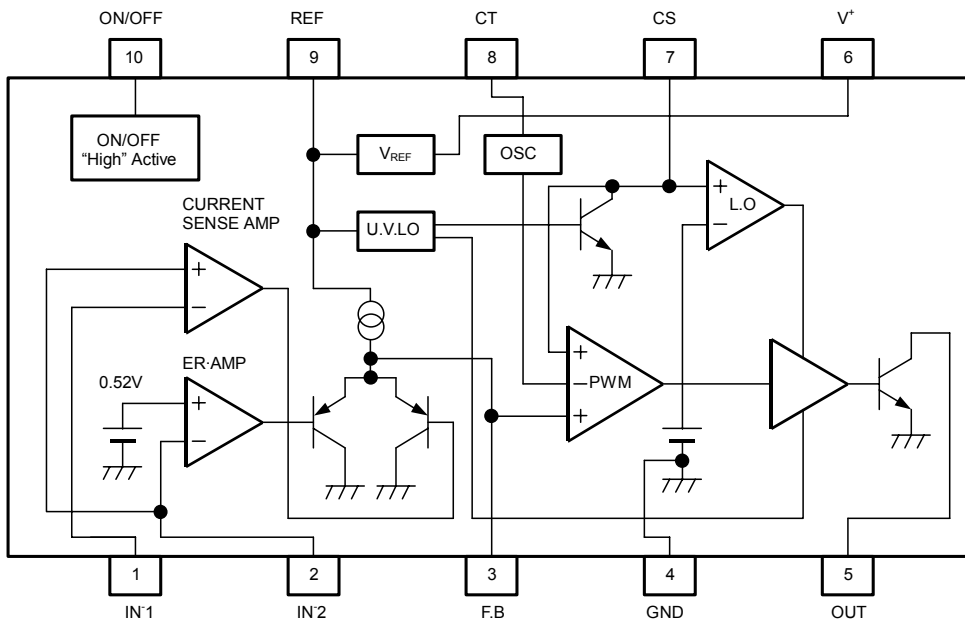 ON/OFF REF CT CS V⁺
10 9 8 7 6
ON/OFF
“High” Active
V_REF
OSC
U.V.LO
+
−
L.O
CURRENT
SENSE AMP
+
−
ER·AMP
0.52V
+
−
+
− PWM
+
1 2 3 4 5
IN⁻1 IN⁻2 F.B GND OUT